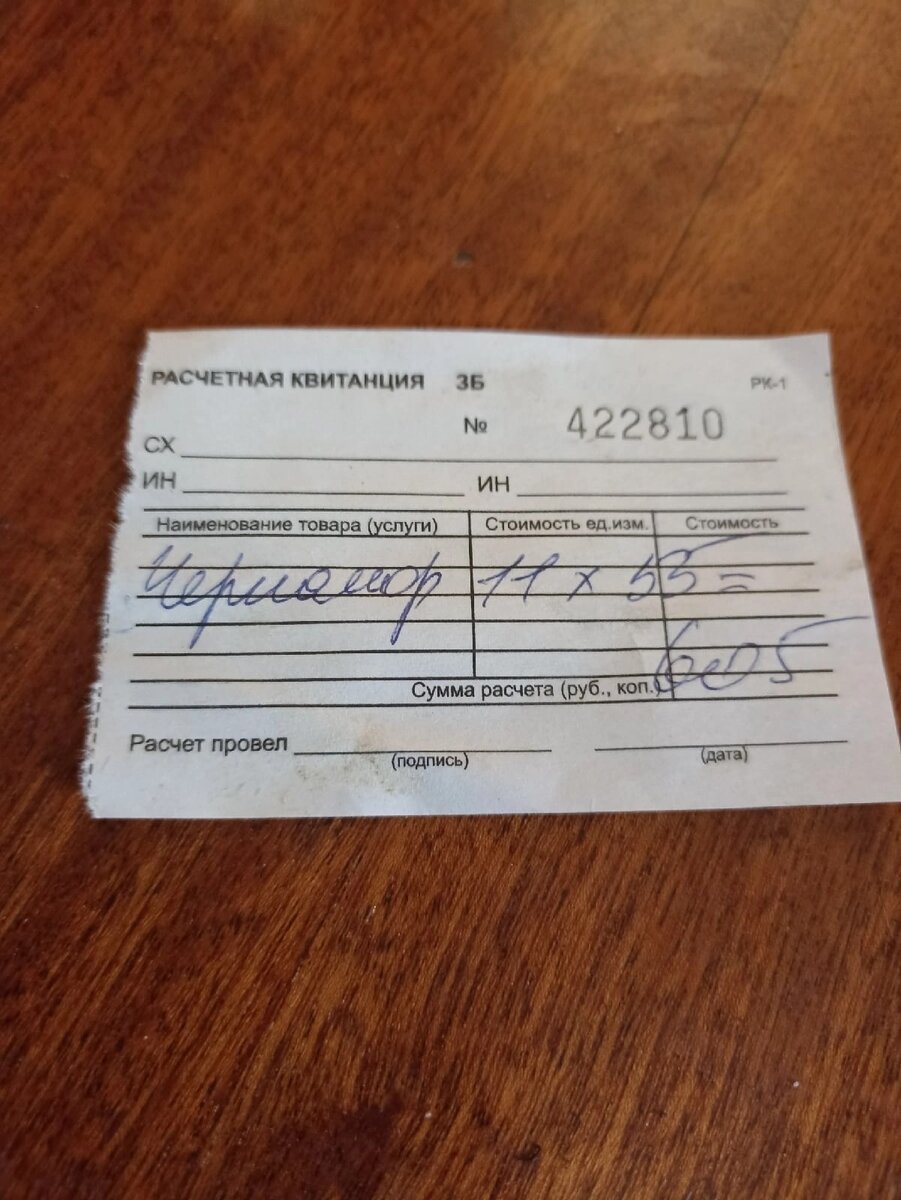 РАСЧЕТНАЯ КВИТАНЦИЯ ЗБ РК-1
№ 422810
СХ
ИН ИН
Наименование товара (услуги) Стоимость ед.изм. Стоимость
Черномор 11 х 55 =
605
Сумма расчета (руб., коп.)
Расчет провел
(подпись) (дата)